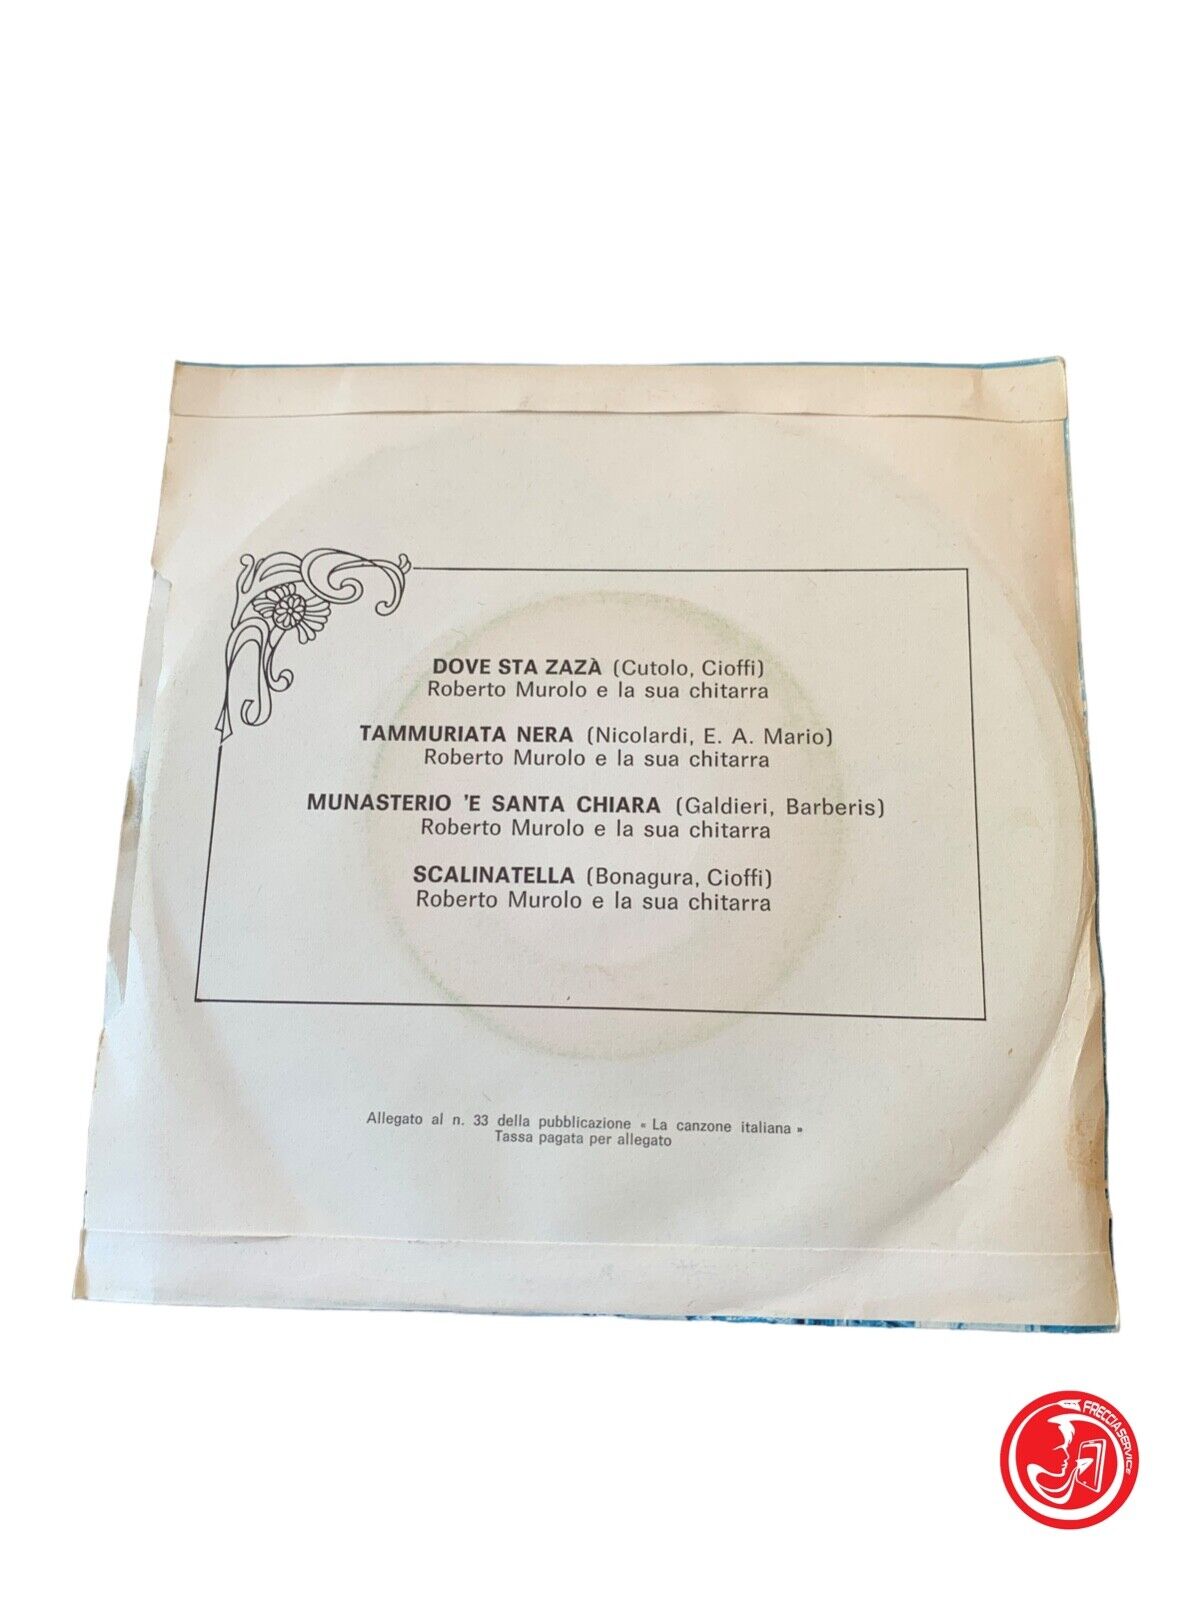 DOVE STA ZAZÀ (Cutolo, Cioffi)
Roberto Murolo e la sua chitarra
TAMMURIATA NERA (Nicolardi, E. A. Mario)
Roberto Murolo e la sua chitarra
MUNASTERIO 'E SANTA CHIARA (Galdieri, Barberis)
Roberto Murolo e la sua chitarra
SCALINATELLA (Bonagura, Cioffi)
Roberto Murolo e la sua chitarra
Allegato al n. 33 della pubblicazione « La canzone italiana »
Tassa pagata per allegato
FRECCIA SERVICE